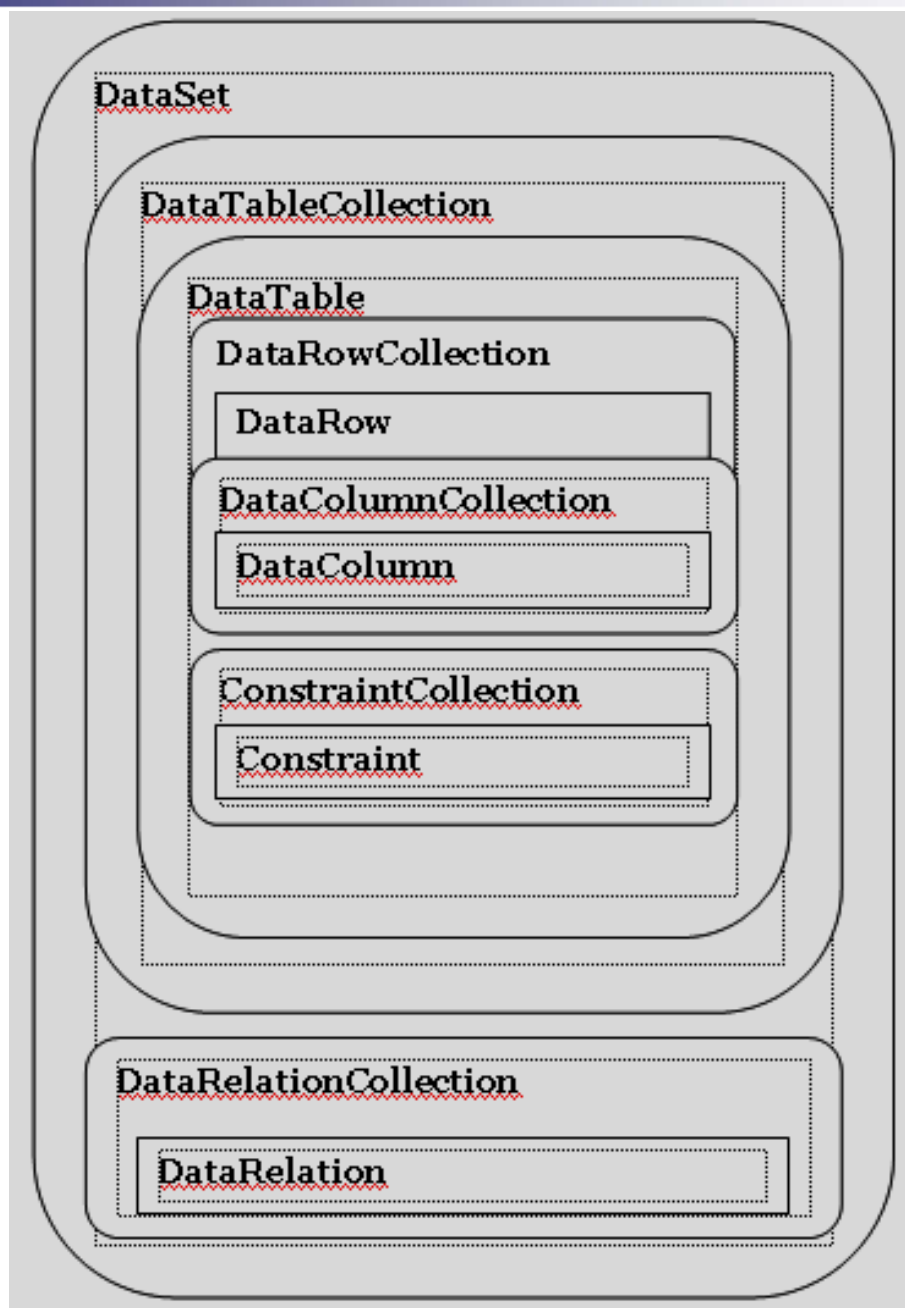 DataSet
DataTableCollection
DataTable
DataRowCollection
DataRow
DataColumnCollection
DataColumn
ConstraintCollection
Constraint
DataRelationCollection
DataRelation